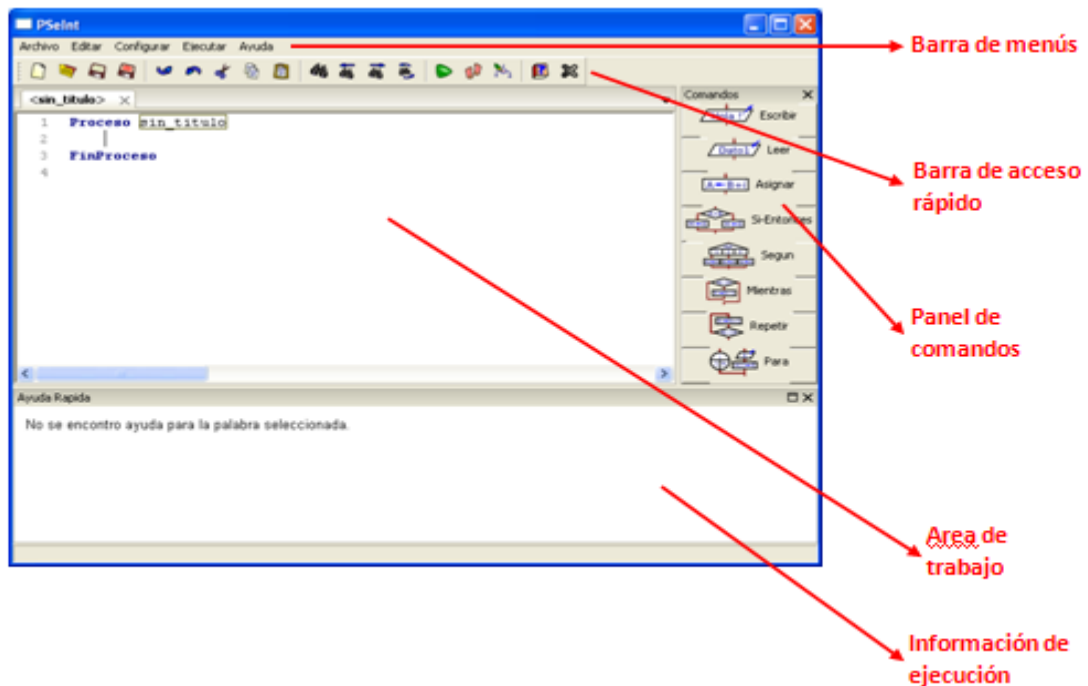 PSeInt
Archivo Editar Configurar Ejecutar Ayuda
<sin_titulo>
1 Proceso sin_titulo
2
3 FinProceso
4
Comandos
Escribir
Leer
Asignar
Si-Entonces
Segun
Mientras
Repetir
Para
Ayuda Rapida
No se encontro ayuda para la palabra seleccionada.
Barra de menús
Barra de acceso
rápido
Panel de
comandos
Area de
trabajo
Información de
ejecución